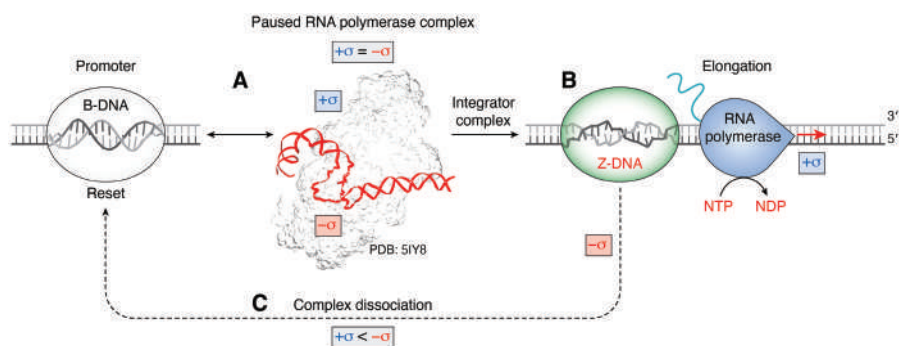 Paused RNA polymerase complex
+σ = −σ
Promoter
A
B
Elongation
B-DNA
+σ
Integrator
complex
RNA
polymerase
3′
5′
+σ
Z-DNA
Reset
NTP
NDP
−σ
PDB: 5IY8
−σ
C
Complex dissociation
+σ < −σ